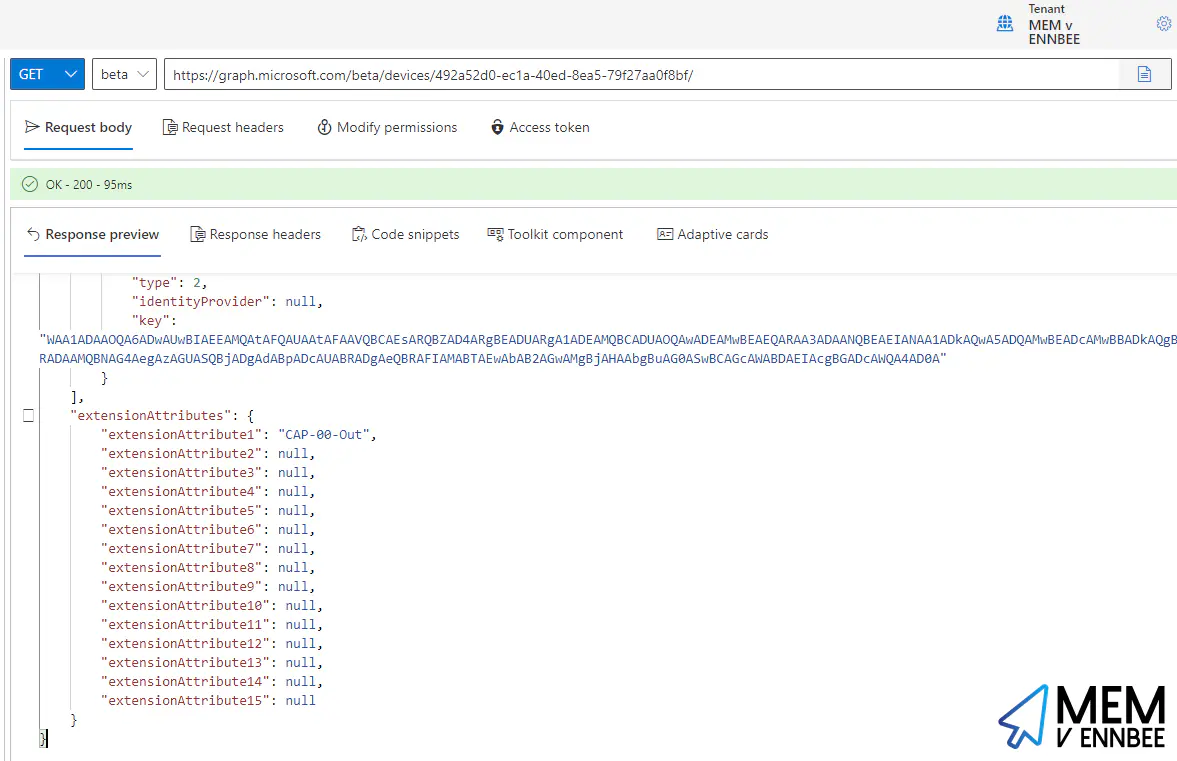 Tenant
MEM v
ENNBEE
GET beta https://graph.microsoft.com/beta/devices/492a52d0-ec1a-40ed-8ea5-79f27aa0f8bf/
Request body Request headers Modify permissions Access token
OK - 200 - 95ms
Response preview Response headers Code snippets Toolkit component Adaptive cards
"type": 2,
"identityProvider": null,
"key":
"WAA1ADAAOQA6ADwAUwBIAEEAMQAtAFQAUAAtAFAAVQBCAEsARQBZAD4ARgBEADUARgA1ADEAMQBCADUAOQAwADEAMwBEAEQARAA3ADAANQBEAEIANAA1ADkAQwA5ADQAMwBEADcAMwBBADkAQgB
RADAAMQBNAG4AegAzAGUASQBjADgAdABpADcAUABRADgAeQBRAFIAMABTAEwAbAB2AGwAMgBjAHAAbgBuAG0ASwBCAGcAWABDAEIAcgBGADcAWQA4AD0A"
}
],
"extensionAttributes": {
"extensionAttribute1": "CAP-00-Out",
"extensionAttribute2": null,
"extensionAttribute3": null,
"extensionAttribute4": null,
"extensionAttribute5": null,
"extensionAttribute6": null,
"extensionAttribute7": null,
"extensionAttribute8": null,
"extensionAttribute9": null,
"extensionAttribute10": null,
"extensionAttribute11": null,
"extensionAttribute12": null,
"extensionAttribute13": null,
"extensionAttribute14": null,
"extensionAttribute15": null
}
}
MEM
V ENNBEE